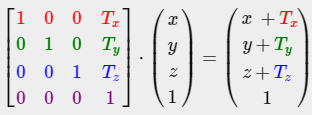 [1 0 0 Tx] · (x) = (x + Tx)
[0 1 0 Ty] (y) (y + Ty)
[0 0 1 Tz] (z) (z + Tz)
[0 0 0 1] (1) (1)